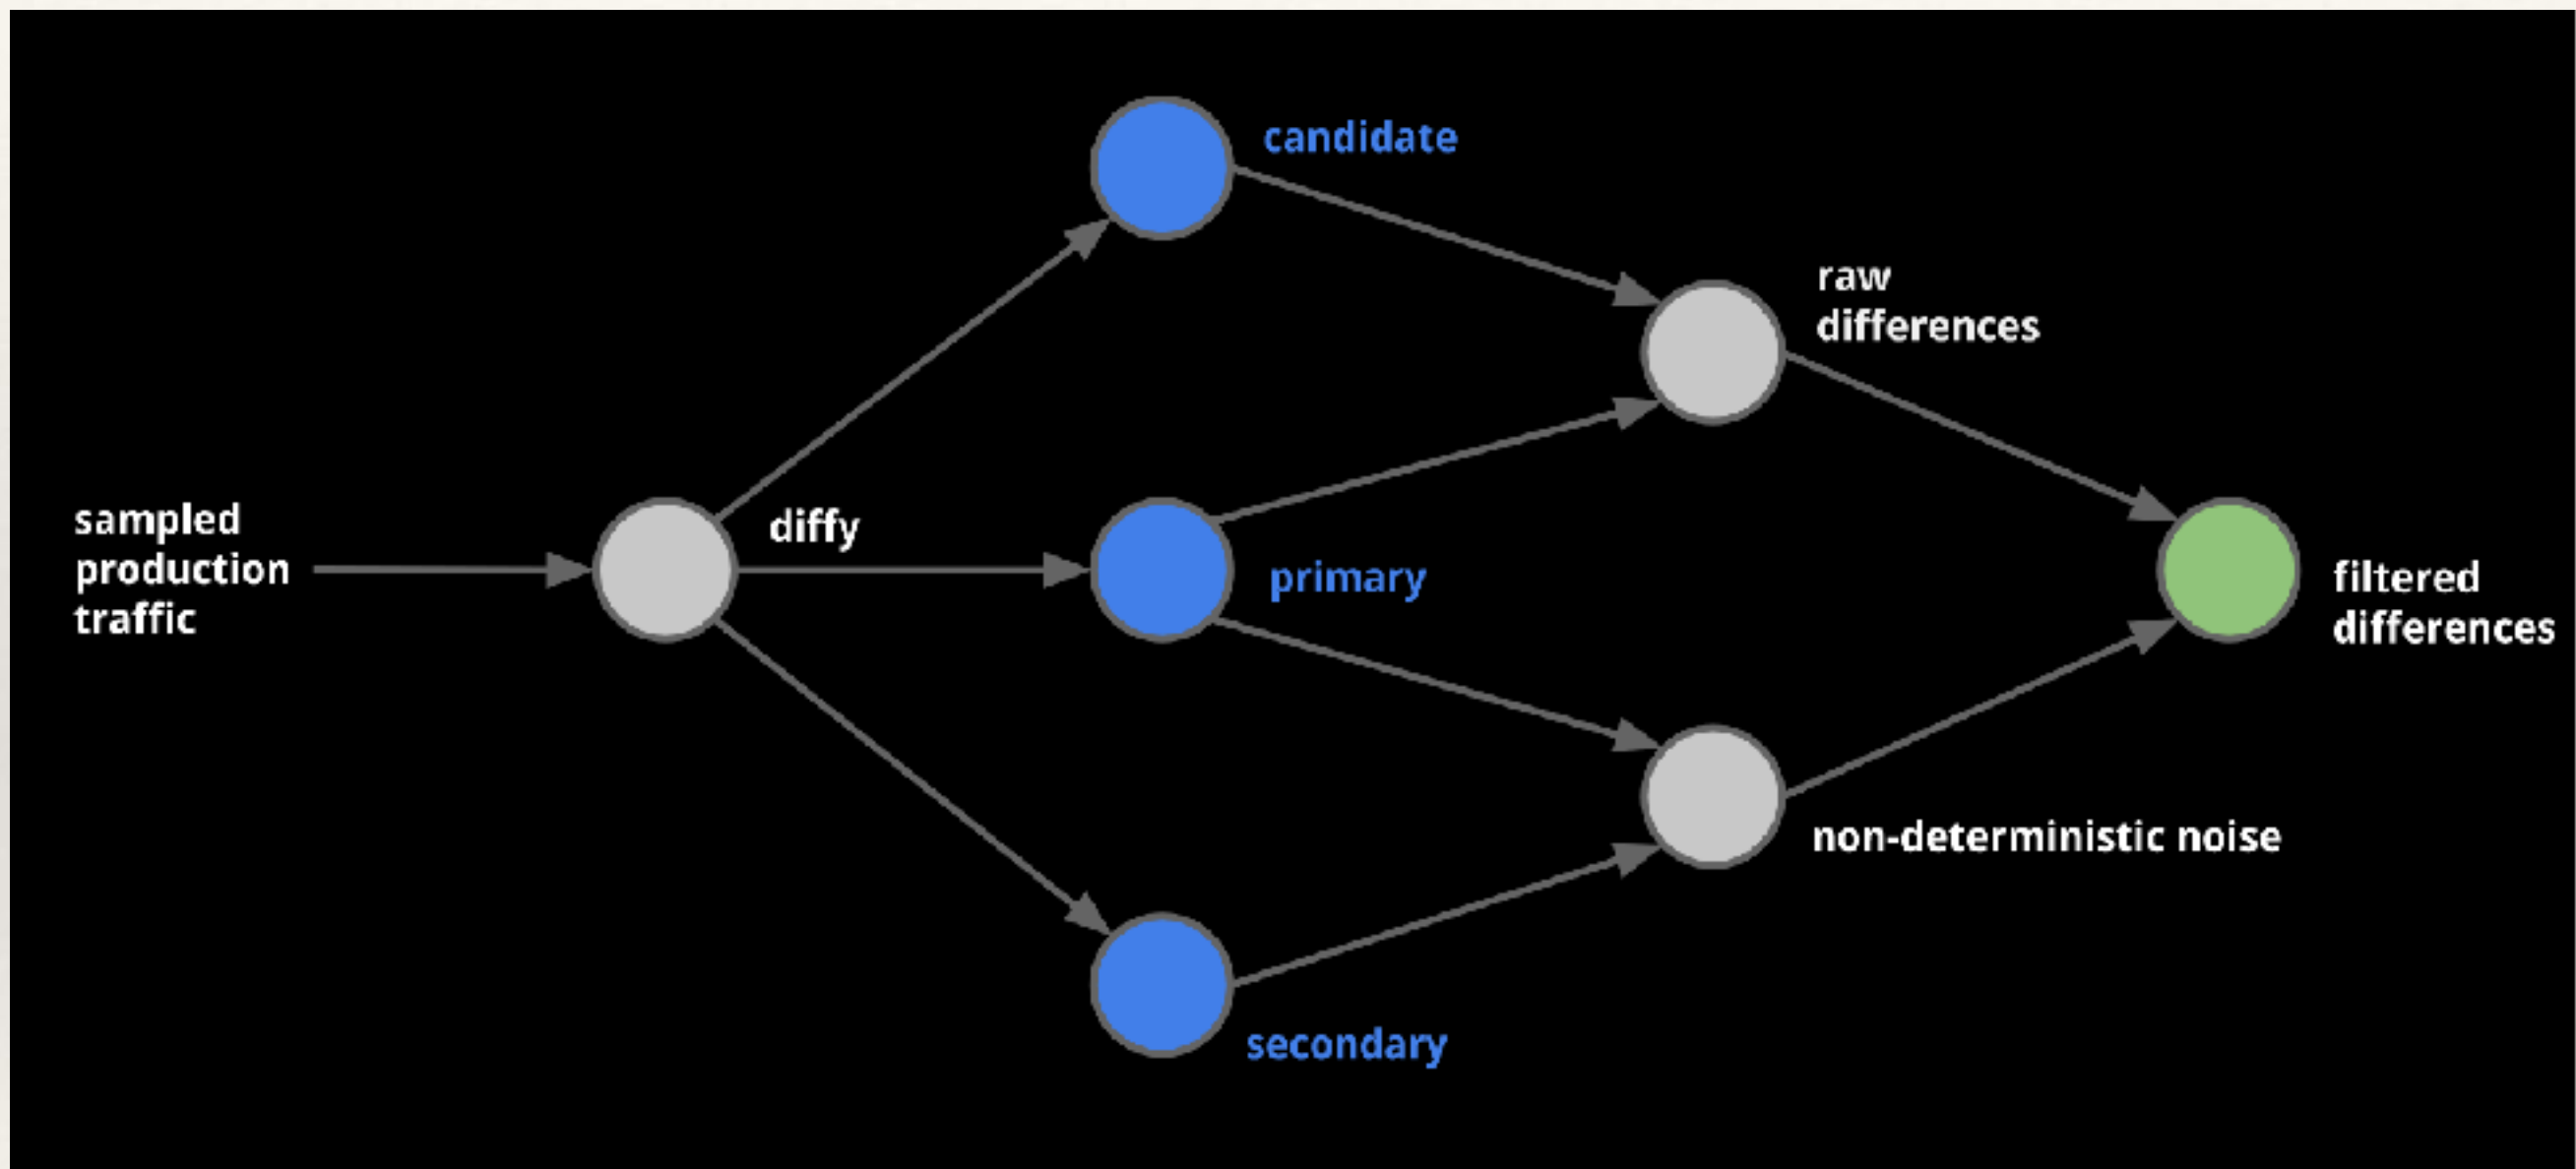 candidate
raw
differences
sampled
production
traffic
diffy
primary
filtered
differences
non-deterministic noise
secondary